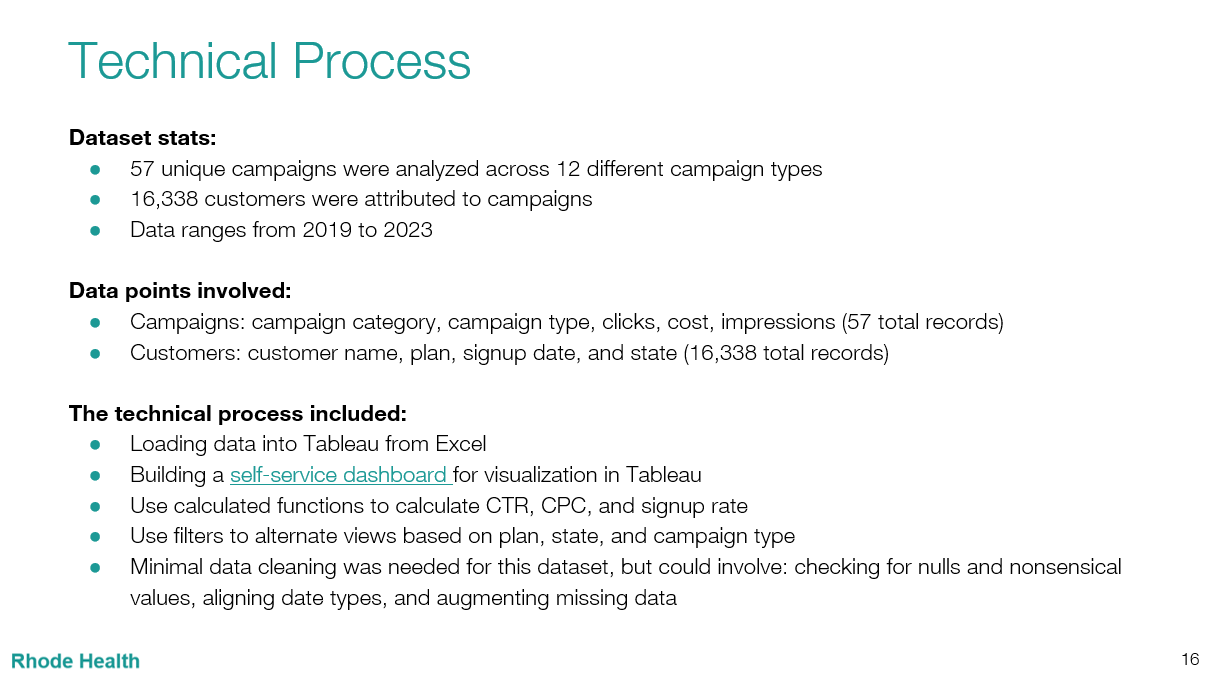 Technical Process
Dataset stats:
● 57 unique campaigns were analyzed across 12 different campaign types
● 16,338 customers were attributed to campaigns
● Data ranges from 2019 to 2023
Data points involved:
● Campaigns: campaign category, campaign type, clicks, cost, impressions (57 total records)
● Customers: customer name, plan, signup date, and state (16,338 total records)
The technical process included:
● Loading data into Tableau from Excel
● Building a self-service dashboard for visualization in Tableau
● Use calculated functions to calculate CTR, CPC, and signup rate
● Use filters to alternate views based on plan, state, and campaign type
● Minimal data cleaning was needed for this dataset, but could involve: checking for nulls and nonsensical
values, aligning date types, and augmenting missing data
Rhode Health
16